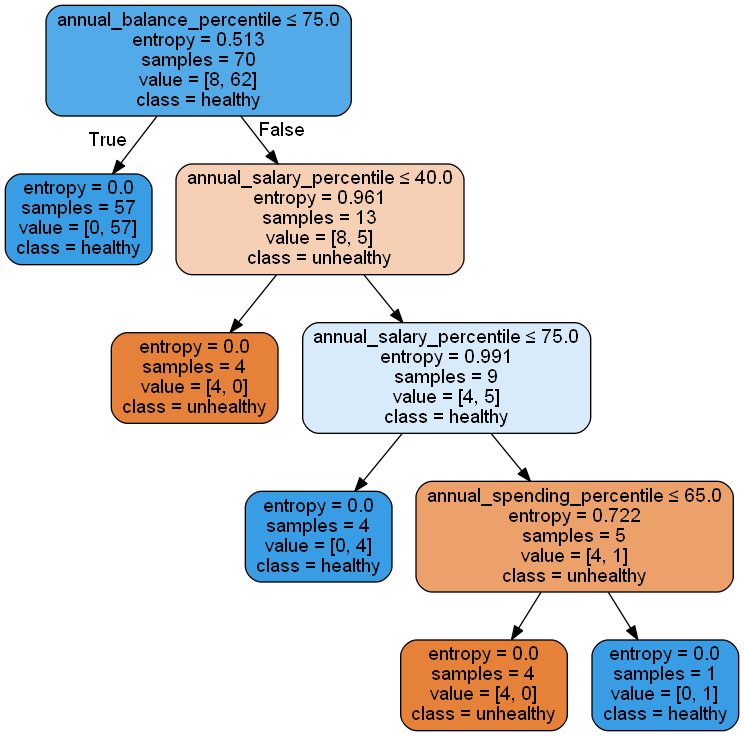 annual_balance_percentile ≤ 75.0
entropy = 0.513
samples = 70
value = [8, 62]
class = healthy
True
False
entropy = 0.0
samples = 57
value = [0, 57]
class = healthy
annual_salary_percentile ≤ 40.0
entropy = 0.961
samples = 13
value = [8, 5]
class = unhealthy
entropy = 0.0
samples = 4
value = [4, 0]
class = unhealthy
annual_salary_percentile ≤ 75.0
entropy = 0.991
samples = 9
value = [4, 5]
class = healthy
entropy = 0.0
samples = 4
value = [0, 4]
class = healthy
annual_spending_percentile ≤ 65.0
entropy = 0.722
samples = 5
value = [4, 1]
class = unhealthy
entropy = 0.0
samples = 4
value = [4, 0]
class = unhealthy
entropy = 0.0
samples = 1
value = [0, 1]
class = healthy